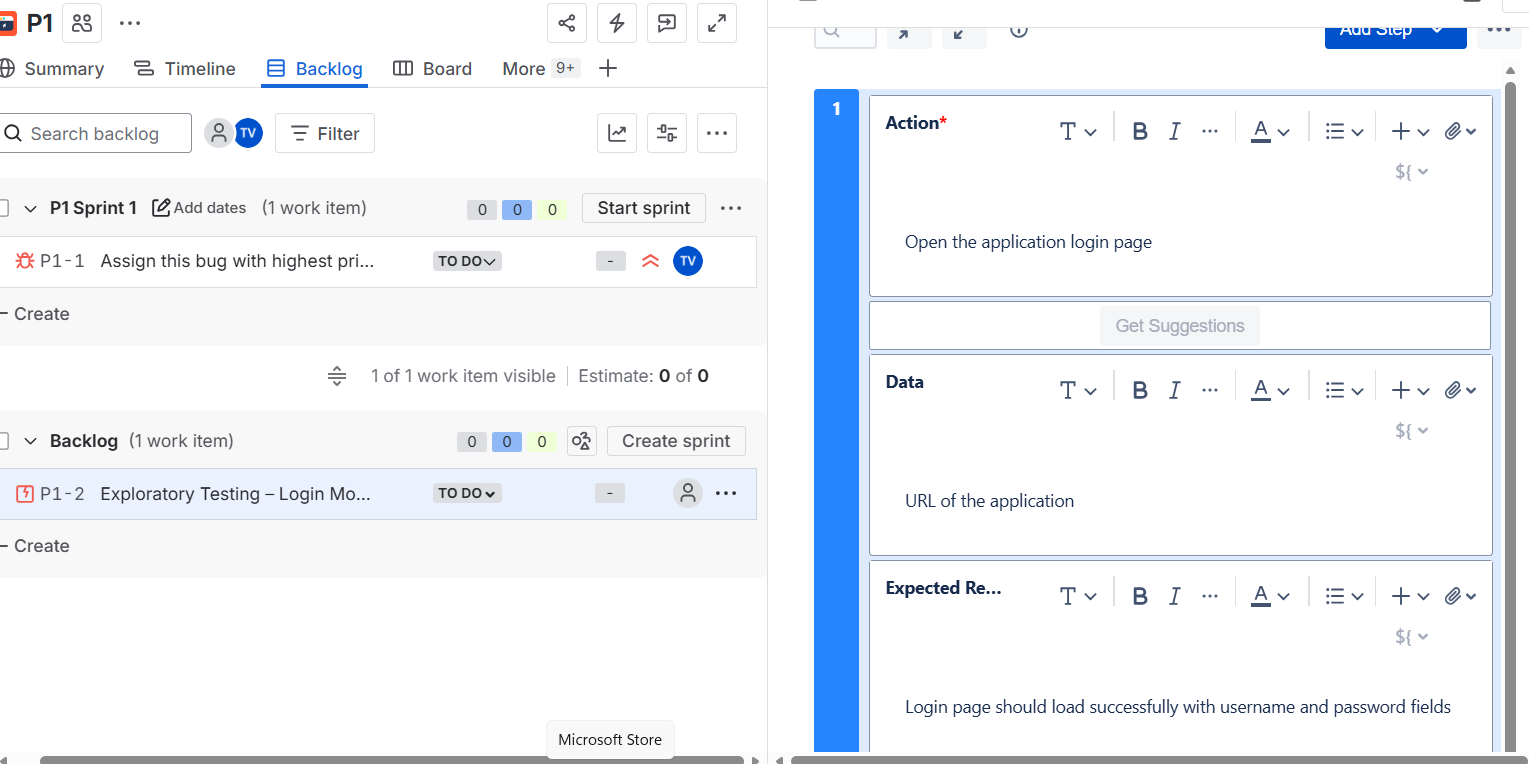 P1
Summary Timeline Backlog Board More 9+
Search backlog TV Filter
P1 Sprint 1 Add dates (1 work item) 0 0 0 Start sprint
P1-1 Assign this bug with highest pri... TO DO - TV
Create
1 of 1 work item visible Estimate: 0 of 0
Backlog (1 work item) 0 0 0 Create sprint
P1-2 Exploratory Testing – Login Mo... TO DO -
Create
Microsoft Store
Add Step
1
Action*
T B I A
${
Open the application login page
Get Suggestions
Data
T B I A
${
URL of the application
Expected Re...
T B I A
${
Login page should load successfully with username and password fields